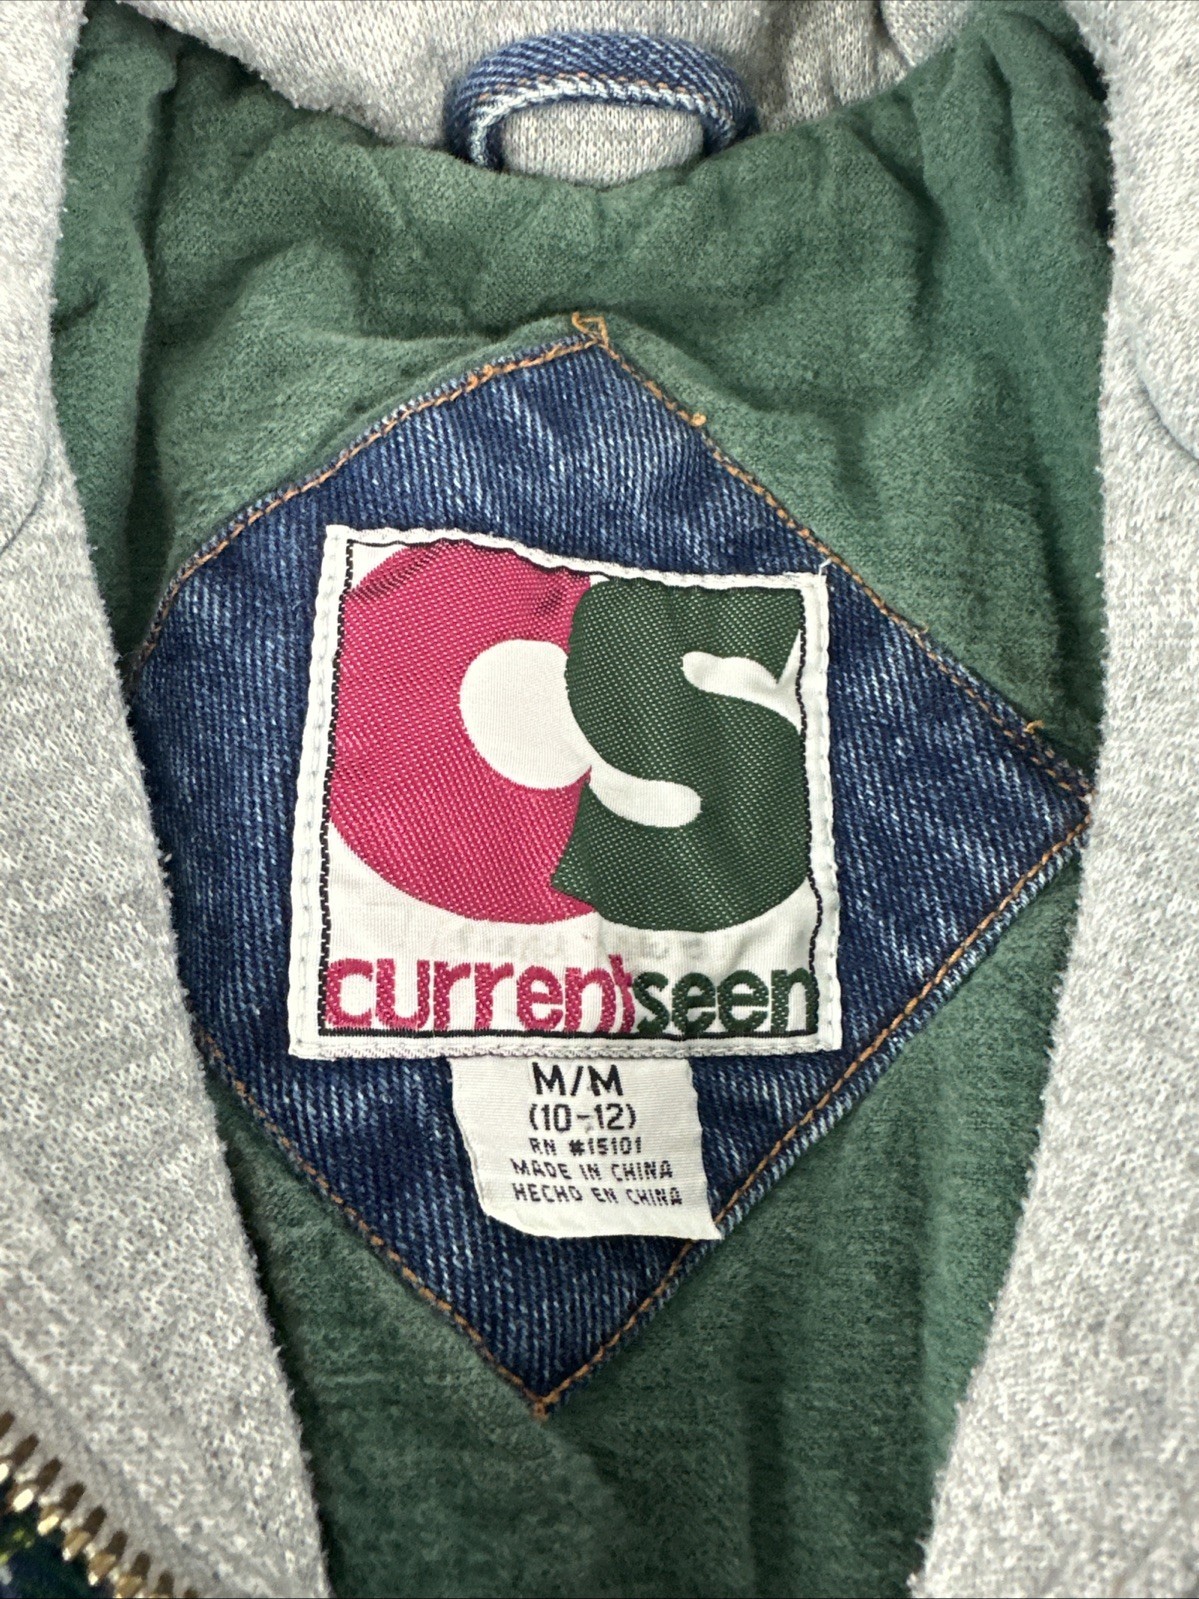 CS
currentseen
M/M
(10-12)
RN #15101
MADE IN CHINA
HECHO EN CHINA